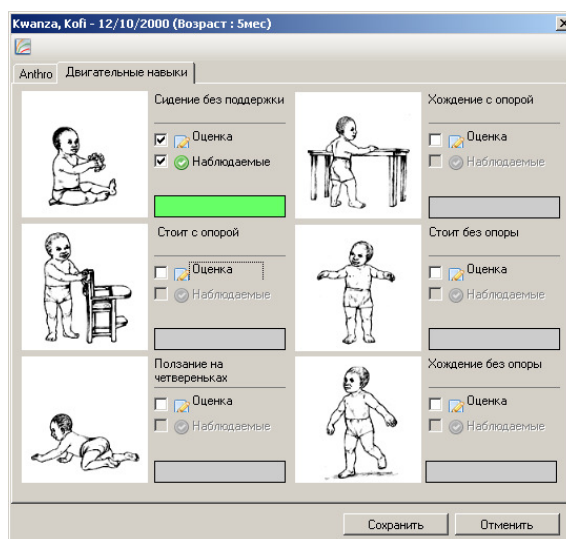 Kwanza, Kofi - 12/10/2000 (Возраст : 5мес)
Anthro Двигательные навыки
Сидение без поддержки
Оценка
Наблюдаемые
Хождение с опорой
Оценка
Наблюдаемые
Стоит с опорой
Оценка
Наблюдаемые
Стоит без опоры
Оценка
Наблюдаемые
Ползание на
четвереньках
Оценка
Наблюдаемые
Хождение без опоры
Оценка
Наблюдаемые
Сохранить Отменить